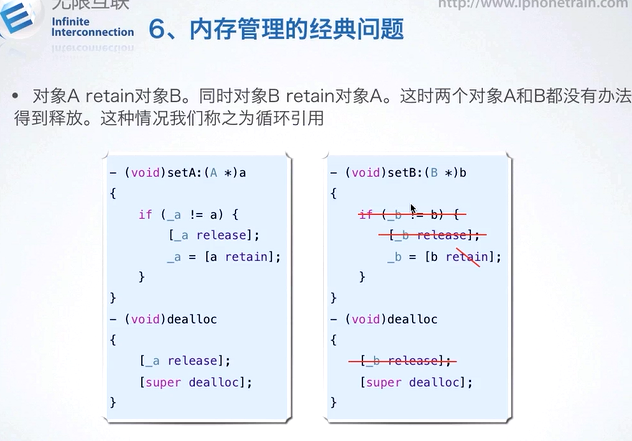 无限互联
http://www.iphonetrain.com
Infinite
Interconnection
6、内存管理的经典问题
• 对象A retain对象B。同时对象B retain对象A。这时两个对象A和B都没有办法
得到释放。这种情况我们称之为循环引用
- (void)setA:(A *)a
{
if (_a != a) {
[_a release];
_a = [a retain];
}
}
- (void)dealloc
{
[_a release];
[super dealloc];
}
- (void)setB:(B *)b
{
if (_b != b) {
[_b release];
_b = [b retain];
}
}
- (void)dealloc
{
[_b release];
[super dealloc];
}